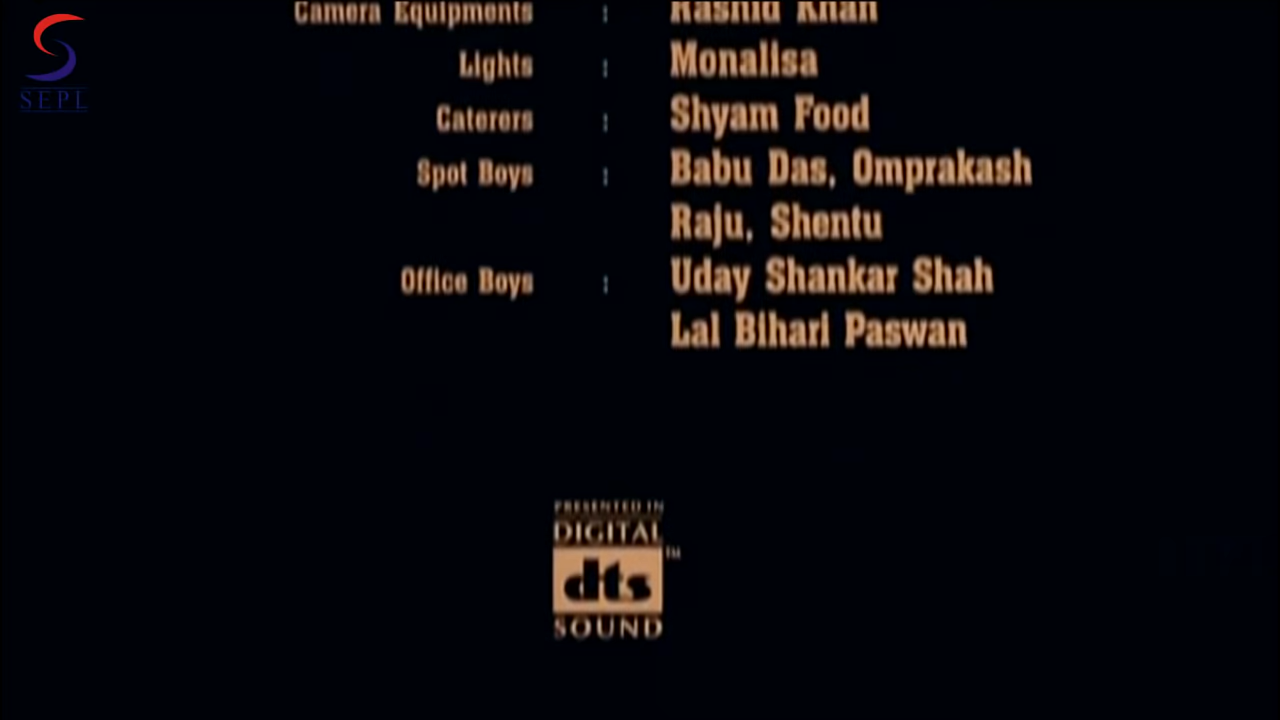 Camera Equipments : Rashid Khan
SEPL
Lights : Monalisa
Caterers : Shyam Food
Spot Boys : Babu Das, Omprakash
Raju, Shentu
Office Boys : Uday Shankar Shah
Lal Bihari Paswan
PRESENTED IN
DIGITAL
dts TM
SOUND